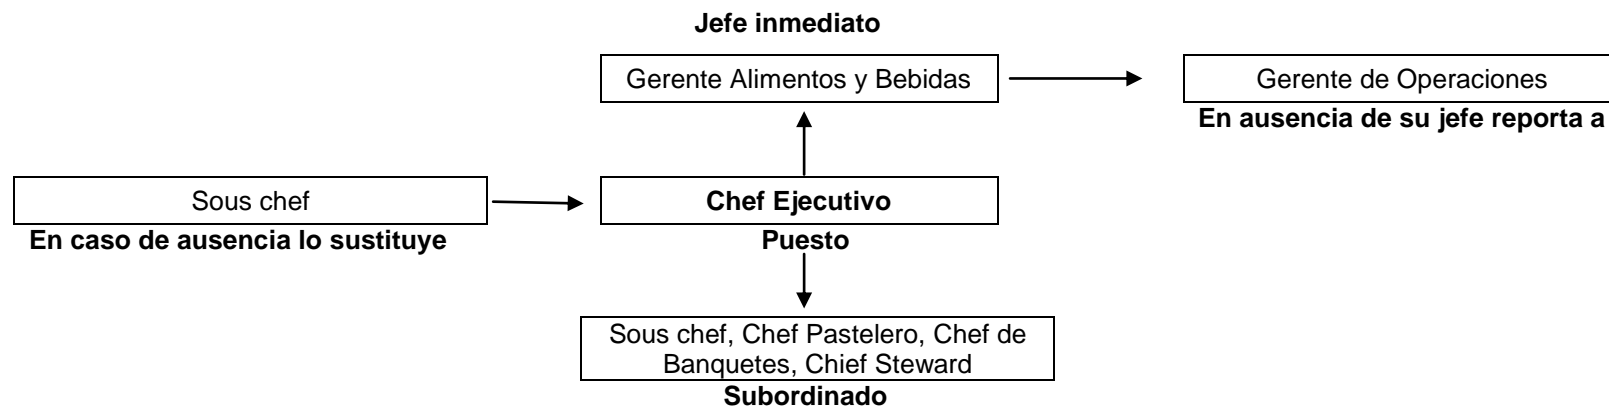 Jefe inmediato
Gerente Alimentos y Bebidas
Gerente de Operaciones
En ausencia de su jefe reporta a
Sous chef
En caso de ausencia lo sustituye
Chef Ejecutivo
Puesto
Sous chef, Chef Pastelero, Chef de
Banquetes, Chief Steward
Subordinado